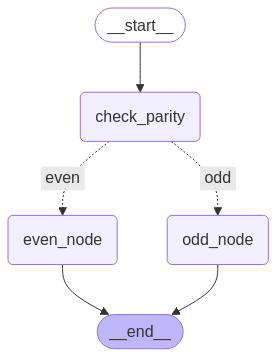 __start__
check_parity
even
odd
even_node
odd_node
__end__